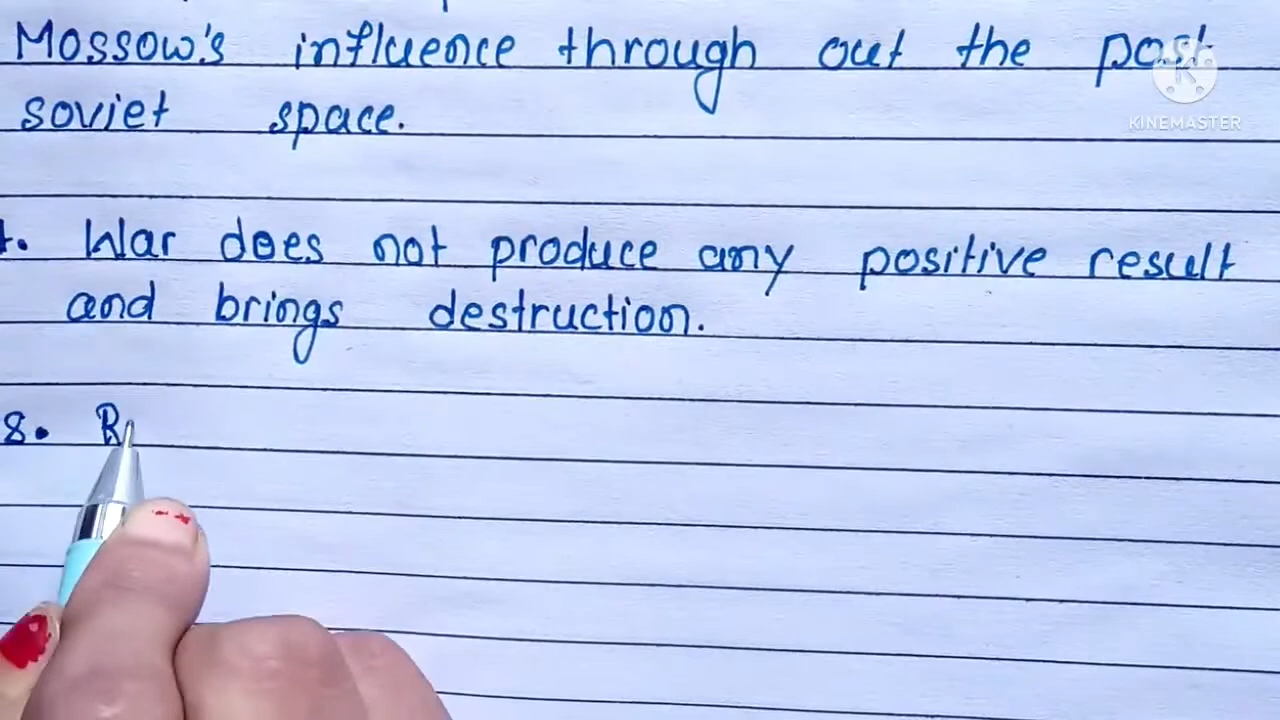 Mossow's influence through out the post
soviet space.
KINEMASTER
War does not produce any positive result
and brings destruction.
8. R